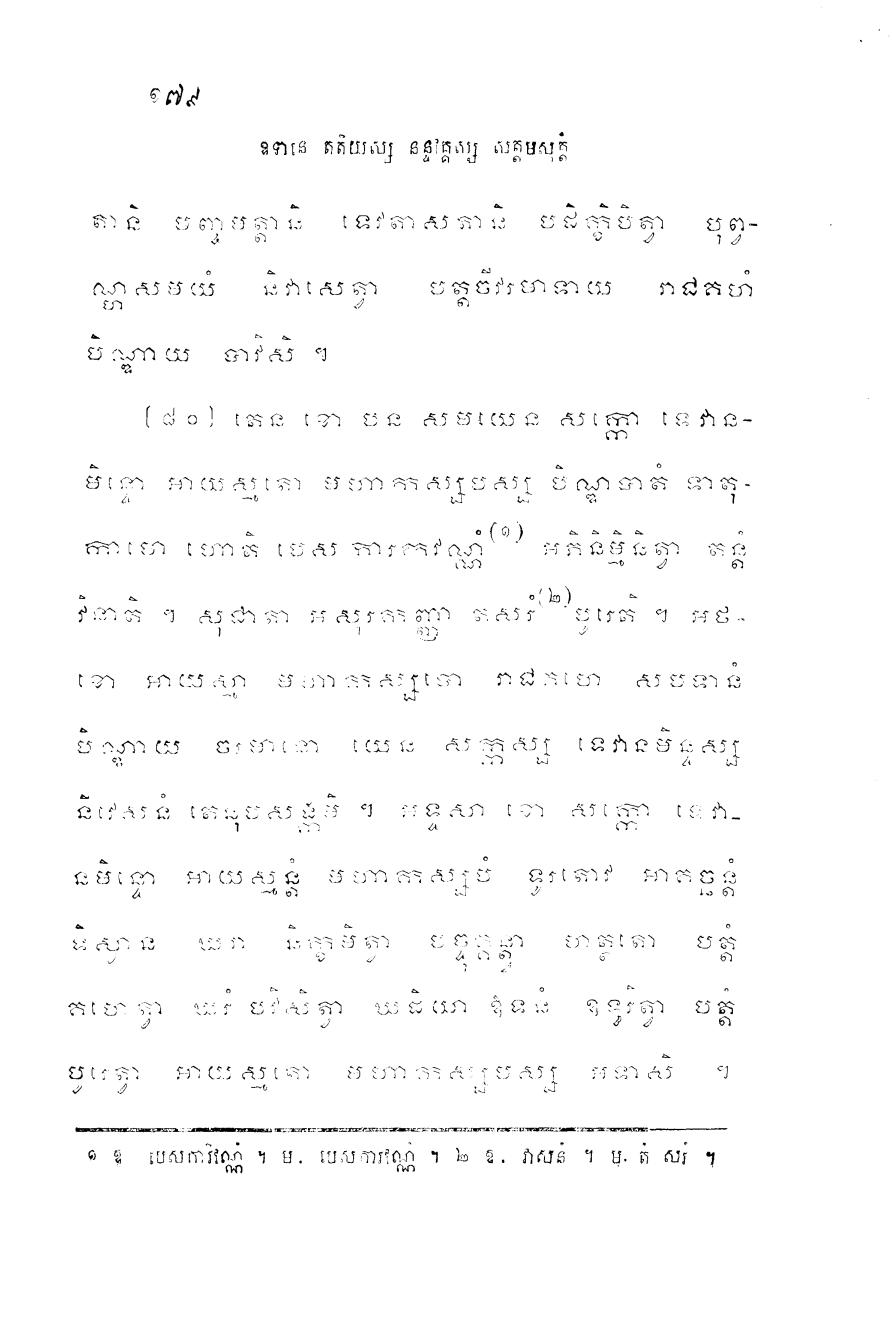 ១៧៩
ឧទានេ តតិយស្ស នន្ទវគ្គស្ស សត្តមសុត្តំ
តានិ បញ្ចមត្តានិ ទេវតាសតានិ បដិក្ខិបិត្វា បុព្វ-
ណ្ហសមយំ និវាសេត្វា បត្តចីវរមាទាយ រាជគហំ
បិណ្ឌាយ បាវិសិ ។
(៨០) តេន ខោ បន សមយេន សក្កោ ទេវាន-
មិន្ទោ អាយស្មតោ មហាកស្សបស្ស បិណ្ឌបាតំ ទាតុ-
កាមោ ហោតិ បេសការកវណ្ណំ(១) អភិនិម្មិនិត្វា តន្តំ
វិនាតិ ។ សុជាតា អសុរកញ្ញា តសរំ(២) បូរេតិ ។ អថ-
ខោ អាយស្មា មហាកស្សបោ រាជគហេ សបទានំ
បិណ្ឌាយ ចរមានោ យេន សក្កស្ស ទេវានមិន្ទស្ស
និវេសនំ តេនុបសង្កមិ ។ អទ្ទសា ខោ សក្កោ ទេវា-
នមិន្ទោ អាយស្មន្តំ មហាកស្សបំ ទូរតោវ អាគច្ឆន្តំ
ទិស្វាន ឃរា និក្ខមិត្វា បច្ចុគ្គន្ត្វា ហត្ថតោ បត្តំ
គហេត្វា ឃរំ បវិសិត្វា ឃដិយោ ឱទនំ ឧទ្ធរិត្វា បត្តំ
បូរេត្វា អាយស្មតោ មហាកស្សបស្ស អទាសិ ។
១ ឧ បេសការិវណ្ណំ ។ ម. បេសការវណ្ណំ ។ ២ ឧ. វាសនំ ។ ម. តំ សរំ ។